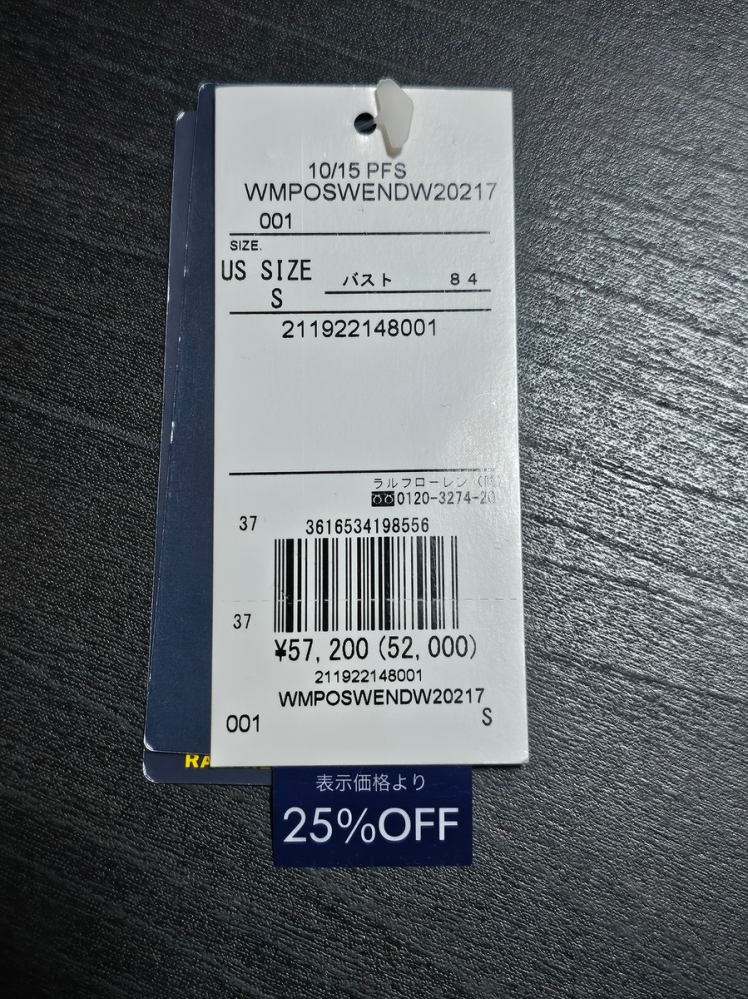 10/15 PFS
WMPOSWENDW20217
001
SIZE.
US SIZE
S
バスト 84
211922148001
ラルフローレン
0120-3274-20
37 3616534198556
37
¥57,200 (52,000)
211922148001
WMPOSWENDW20217
001 S
表示価格より
25%OFF